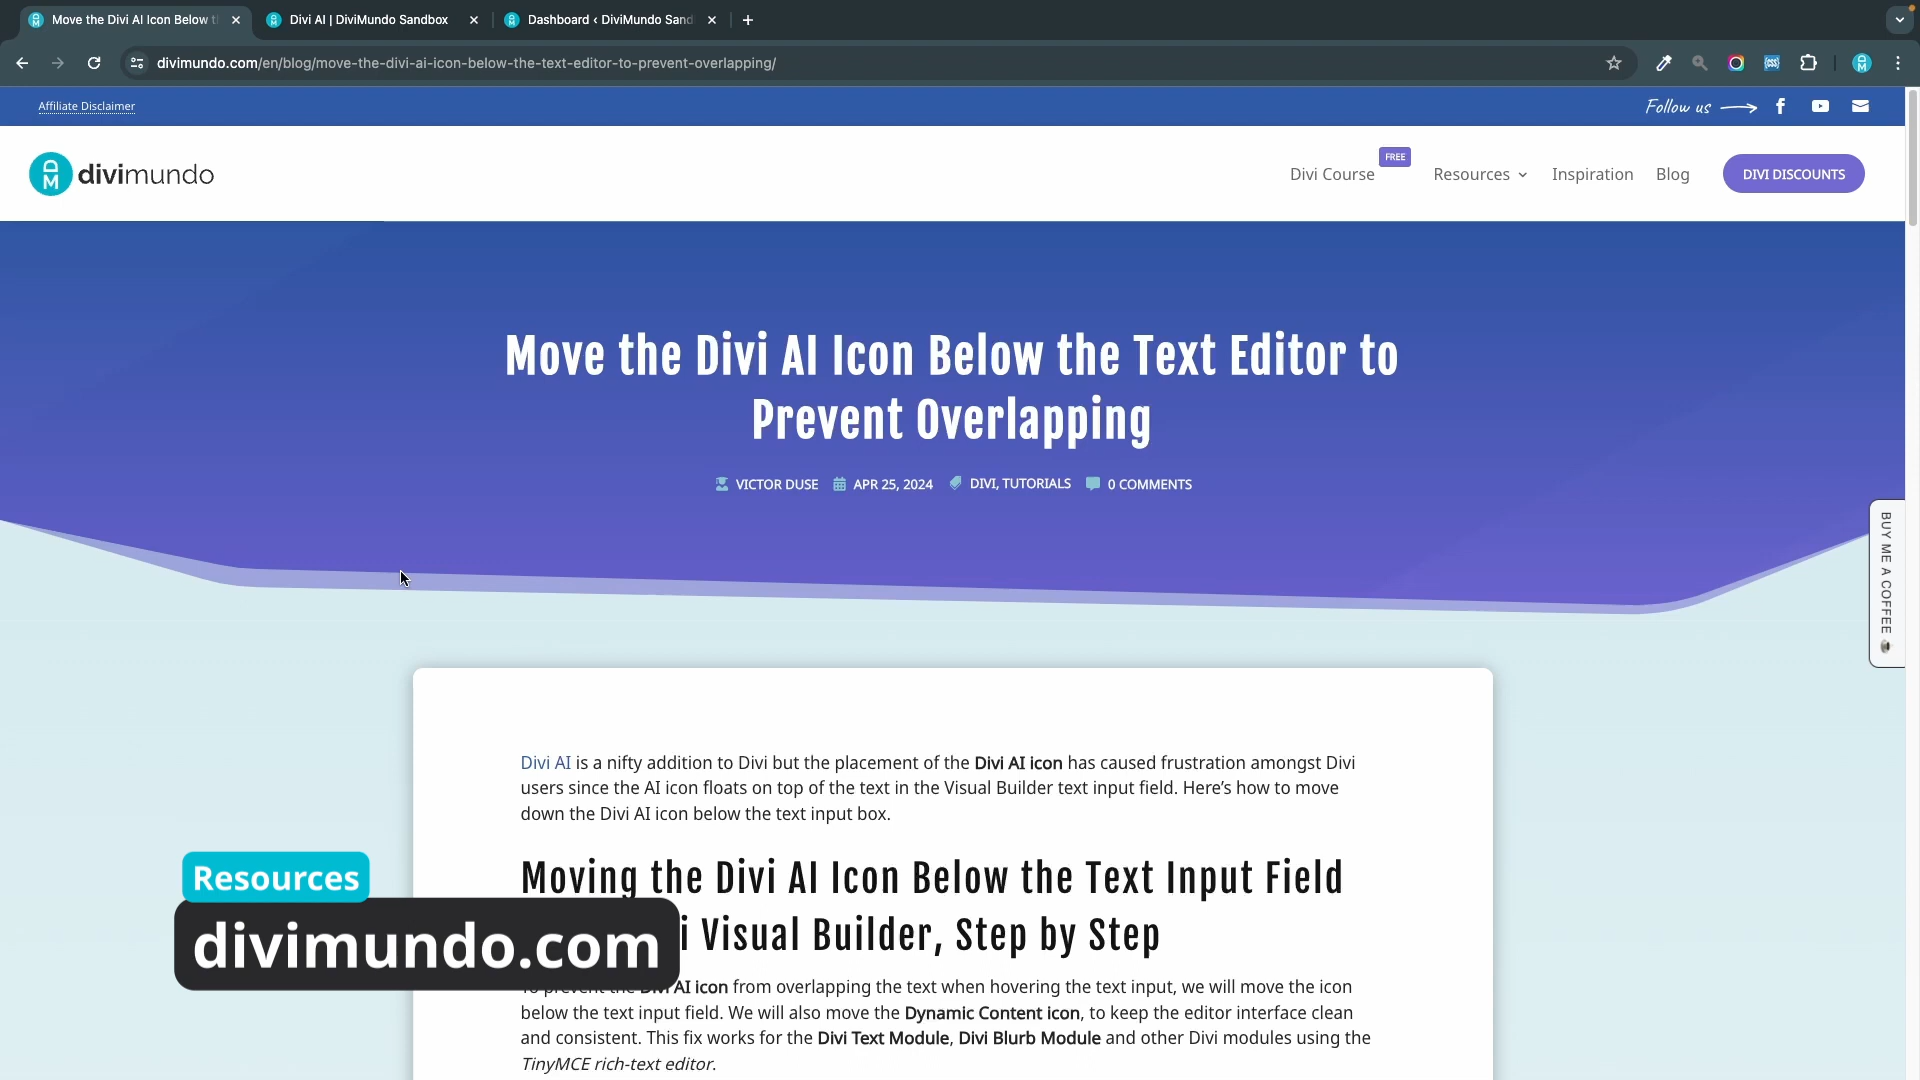 Move the Divi AI Icon Below t
Divi AI | DiviMundo Sandbox
Dashboard ‹ DiviMundo Sand
divimundo.com/en/blog/move-the-divi-ai-icon-below-the-text-editor-to-prevent-overlapping/
Affiliate Disclaimer
Follow us
DM divimundo
Divi Course
FREE
Resources
Inspiration
Blog
DIVI DISCOUNTS
Move the Divi AI Icon Below the Text Editor to
Prevent Overlapping
VICTOR DUSE
APR 25, 2024
DIVI, TUTORIALS
0 COMMENTS
BUY ME A COFFEE
Divi AI is a nifty addition to Divi but the placement of the Divi AI icon has caused frustration amongst Divi
users since the AI icon floats on top of the text in the Visual Builder text input field. Here’s how to move
down the Divi AI icon below the text input box.
Moving the Divi AI Icon Below the Text Input Field
i Visual Builder, Step by Step
Resources
divimundo.com
AI icon from overlapping the text when hovering the text input, we will move the icon
below the text input field. We will also move the Dynamic Content icon, to keep the editor interface clean
and consistent. This fix works for the Divi Text Module, Divi Blurb Module and other Divi modules using the
TinyMCE rich-text editor.